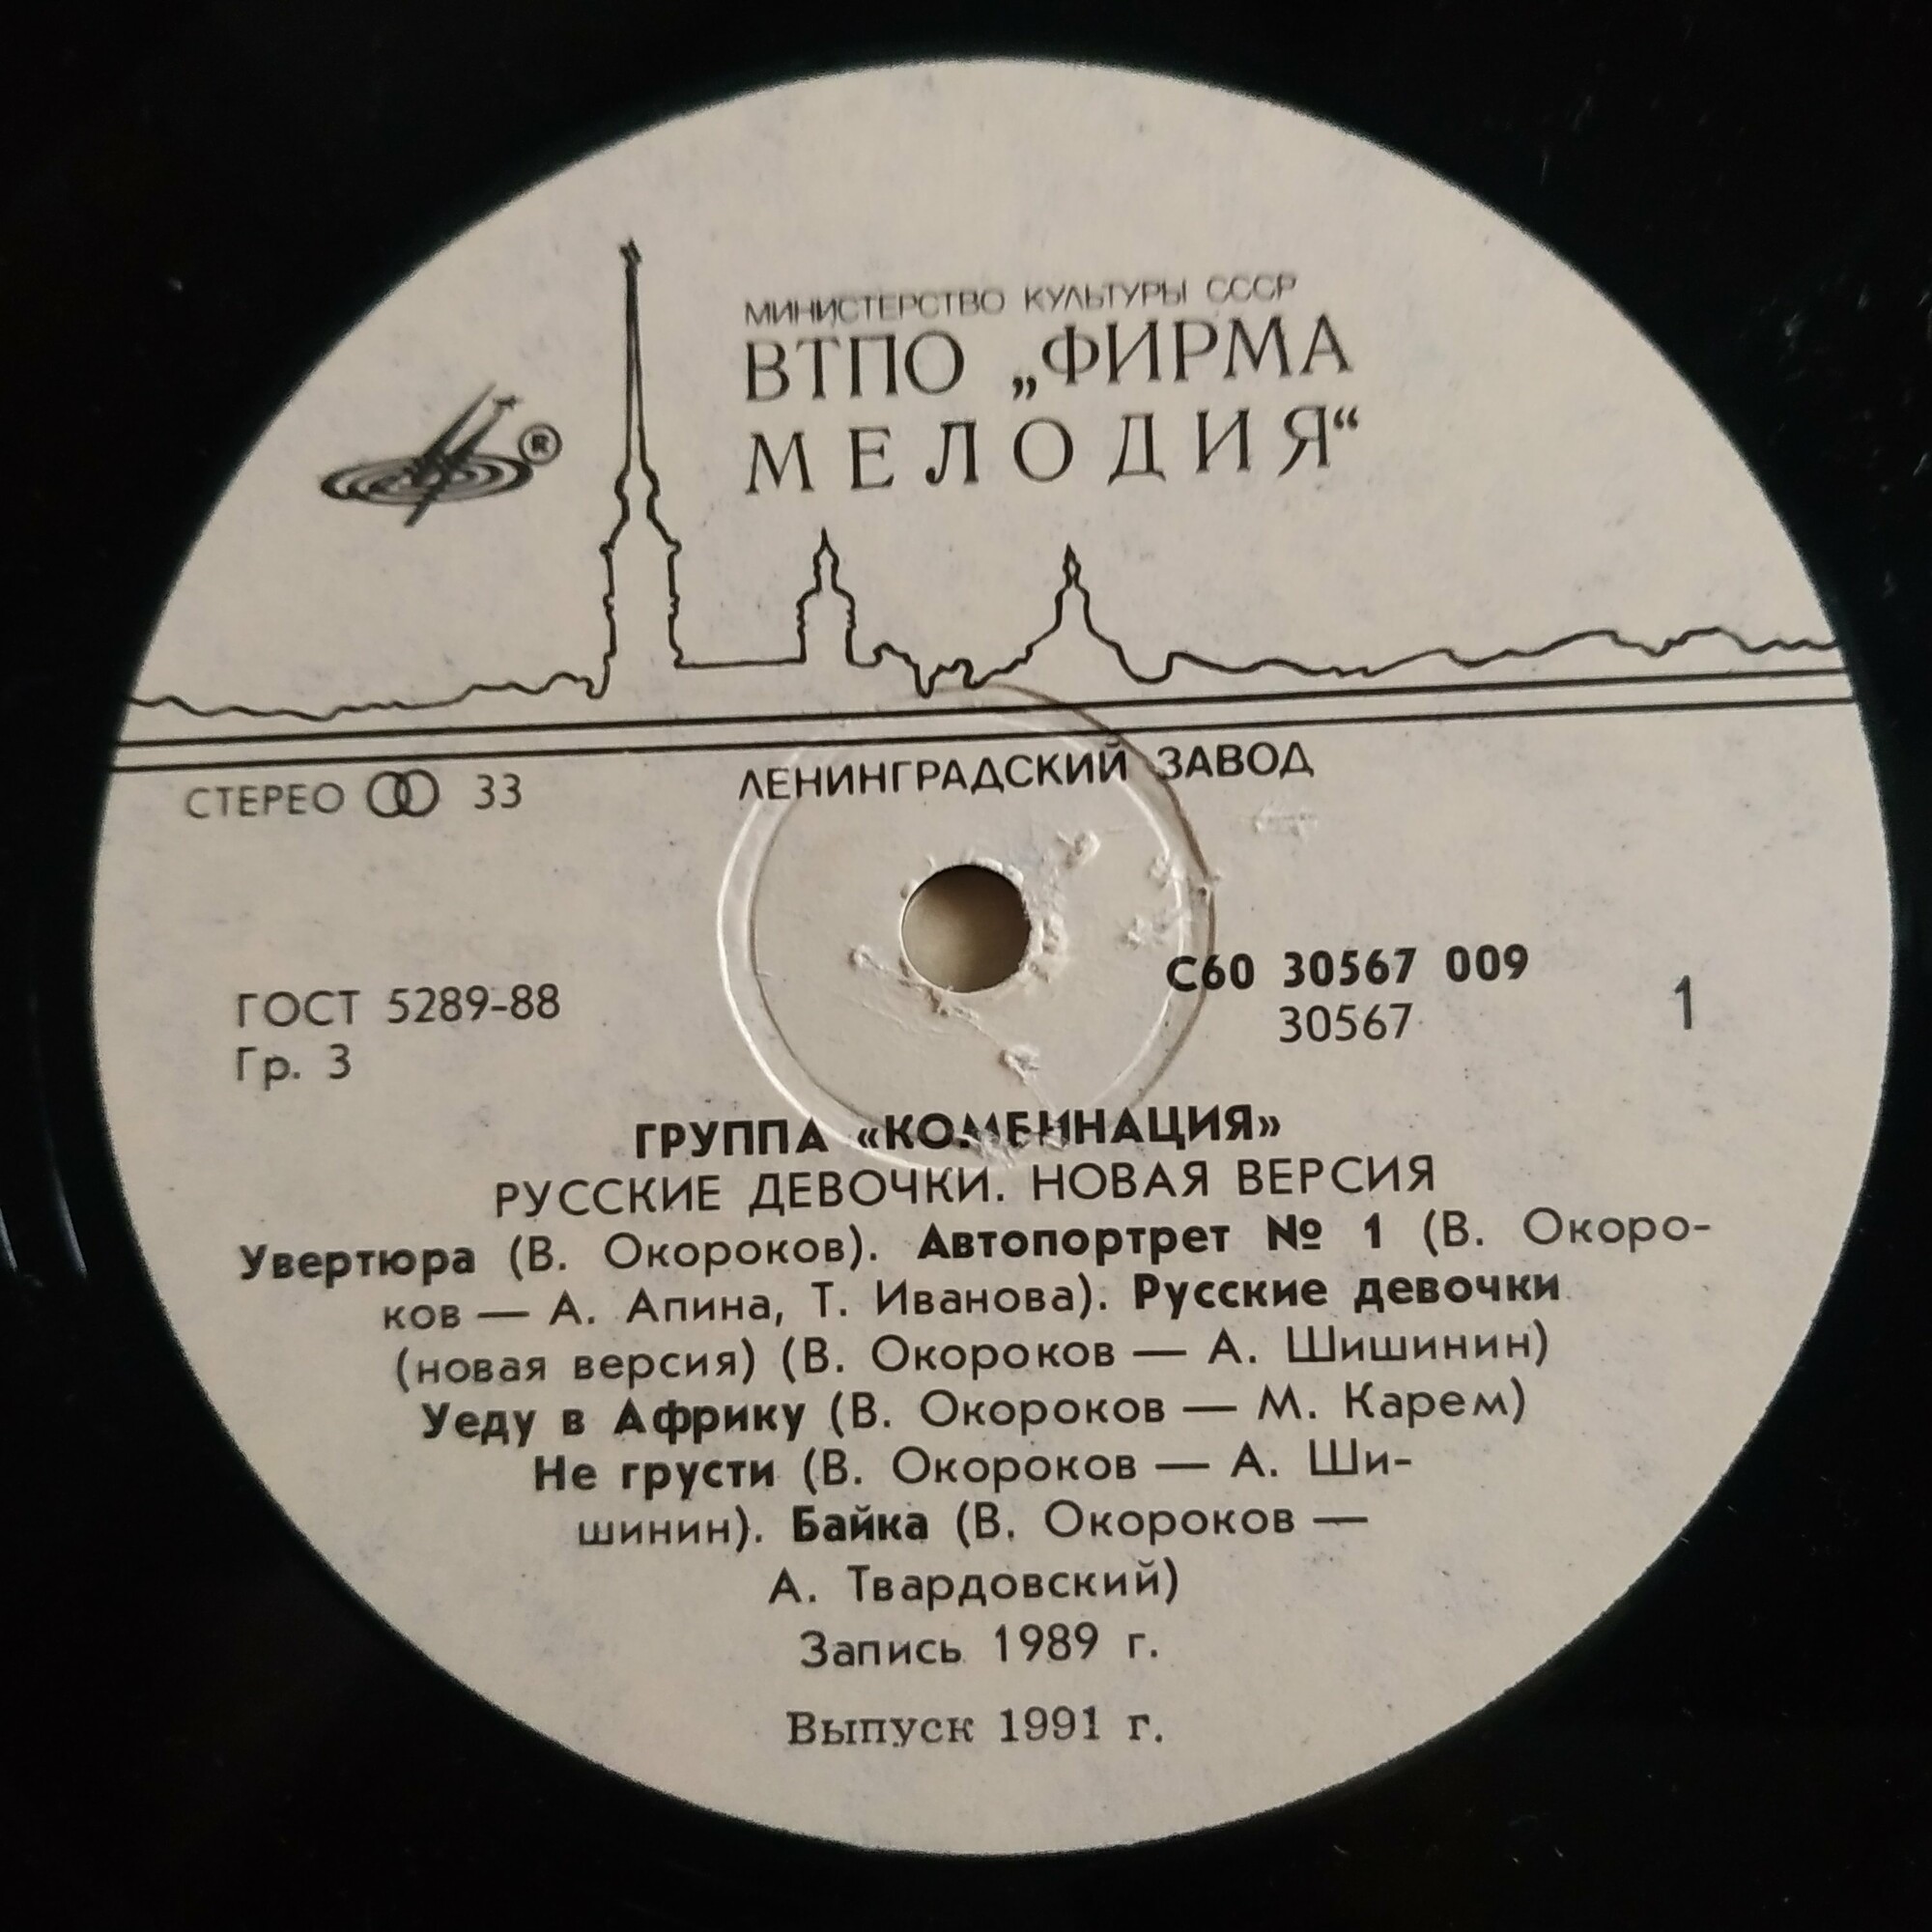 МИНИСТЕРСТВО КУЛЬТУРЫ СССР
ВТПО „ФИРМА
МЕЛОДИЯ“
®
СТЕРЕО 33
ЛЕНИНГРАДСКИЙ ЗАВОД
ГОСТ 5289-88
Гр. 3
С60 30567 009
30567
1
ГРУППА «КОМБИНАЦИЯ»
РУССКИЕ ДЕВОЧКИ. НОВАЯ ВЕРСИЯ
Увертюра (В. Окороков). Автопортрет № 1 (В. Окоро-
ков — А. Апина, Т. Иванова). Русские девочки
(новая версия) (В. Окороков — А. Шишинин)
Уеду в Африку (В. Окороков — М. Карем)
Не грусти (В. Окороков — А. Ши-
шинин). Байка (В. Окороков —
А. Твардовский)
Запись 1989 г.
Выпуск 1991 г.